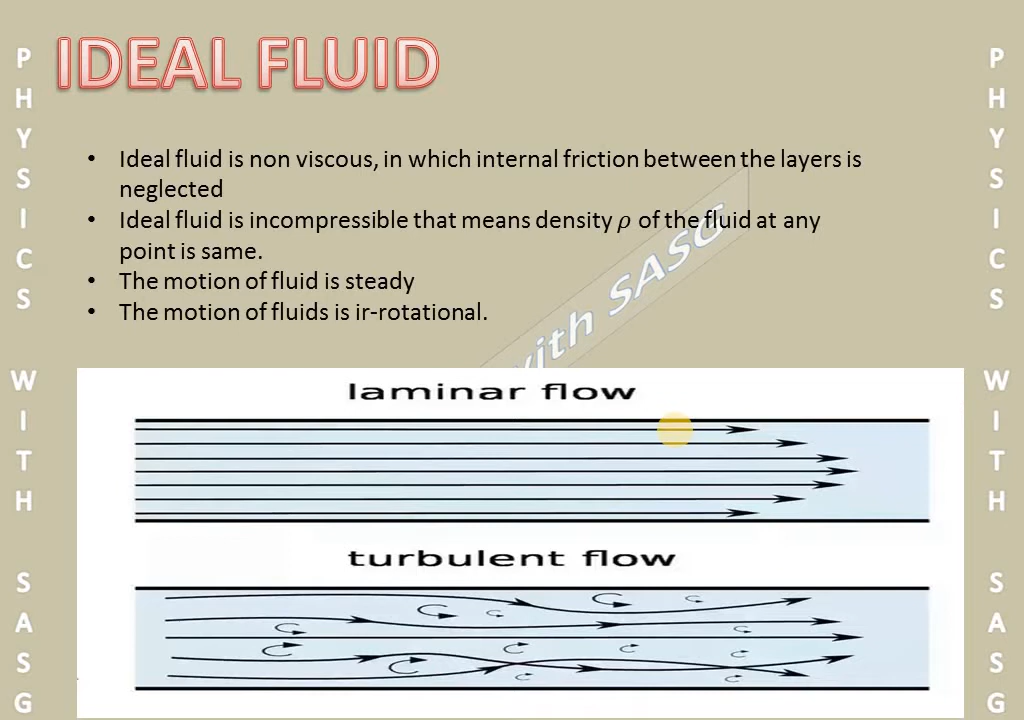 IDEAL FLUID
• Ideal fluid is non viscous, in which internal friction between the layers is
neglected
• Ideal fluid is incompressible that means density ρ of the fluid at any
point is same.
• The motion of fluid is steady
• The motion of fluids is ir-rotational.
with SASG
laminar flow
turbulent flow
PHYSICS WITH SASG
PHYSICS WITH SASG